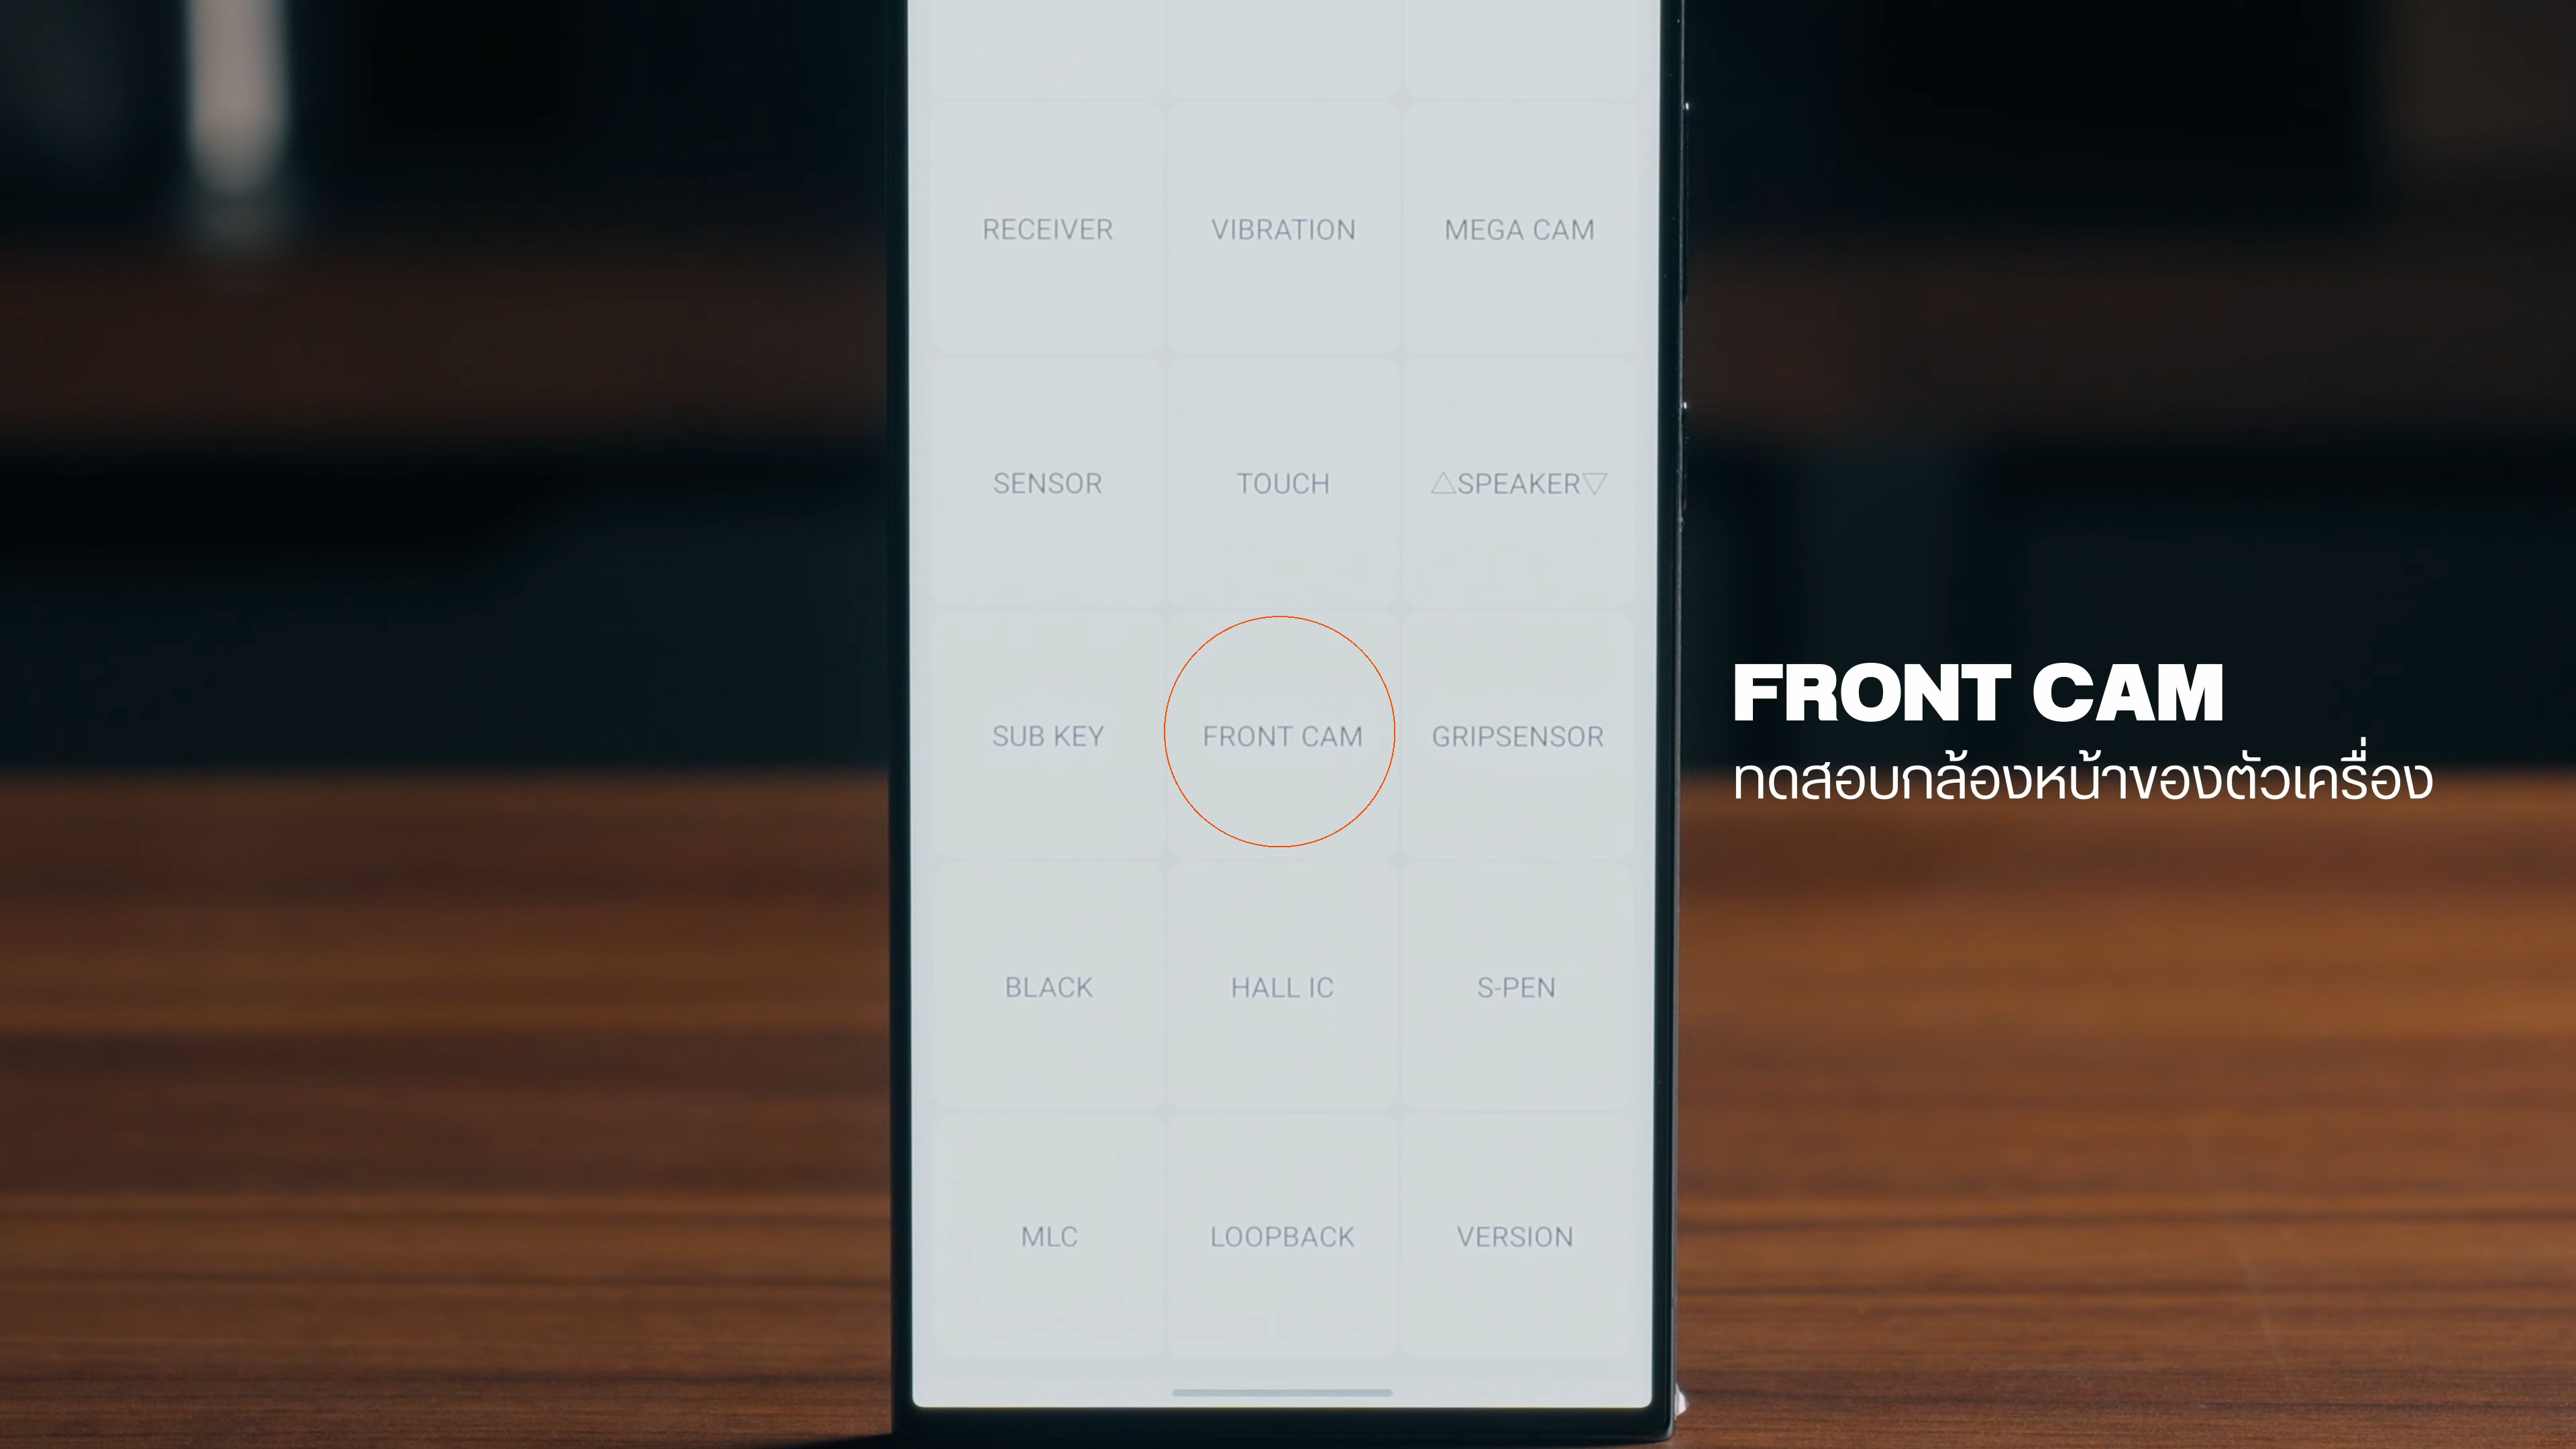 RECEIVER VIBRATION MEGA CAM
SENSOR TOUCH △SPEAKER▽
SUB KEY FRONT CAM GRIPSENSOR
BLACK HALL IC S-PEN
MLC LOOPBACK VERSION
FRONT CAM
ทดสอบกล้องหน้าของตัวเครื่อง